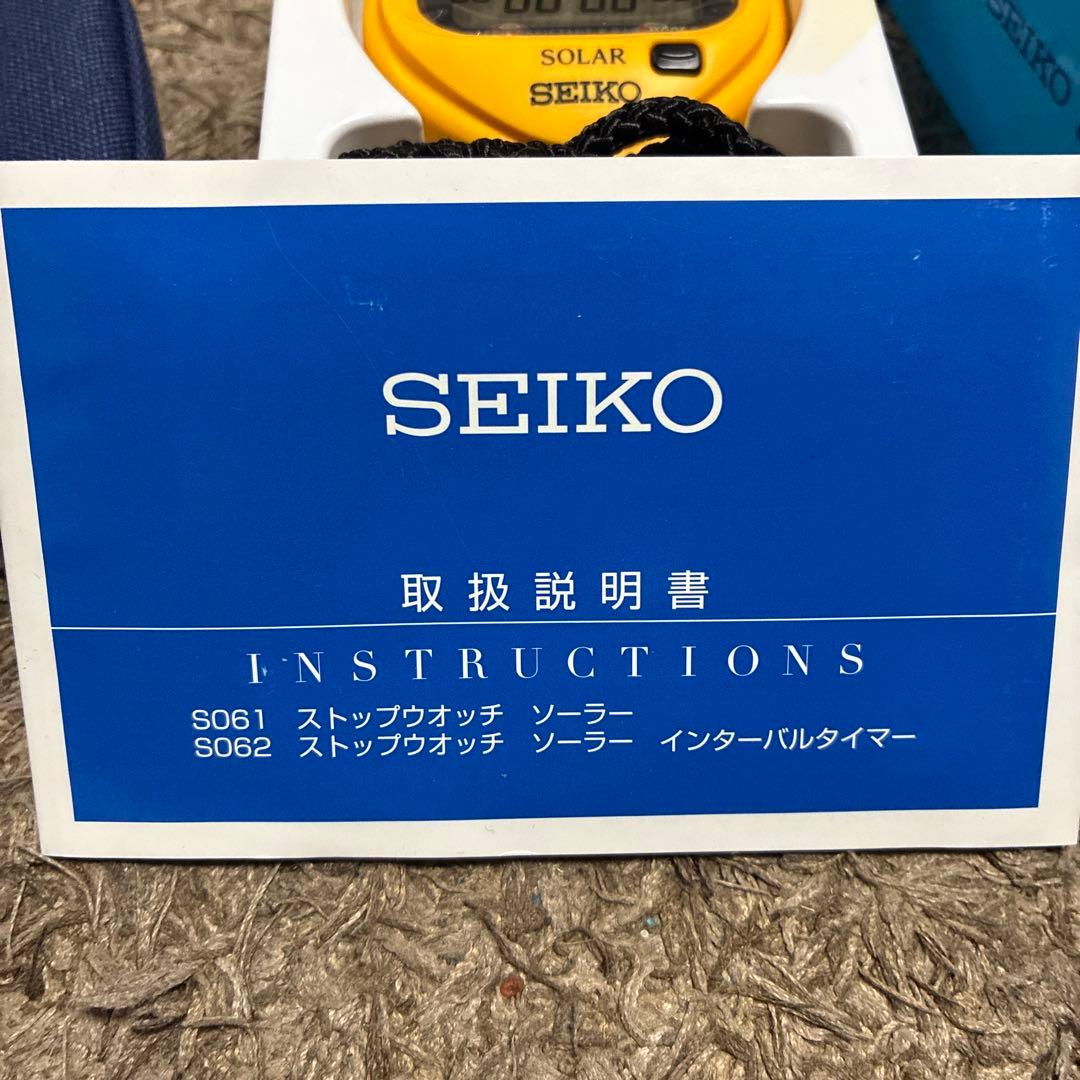 SOLAR
SEIKO
SEIKO
SEIKO
取扱説明書
INSTRUCTIONS
S061 ストップウオッチ ソーラー
S062 ストップウオッチ ソーラー インターバルタイマー